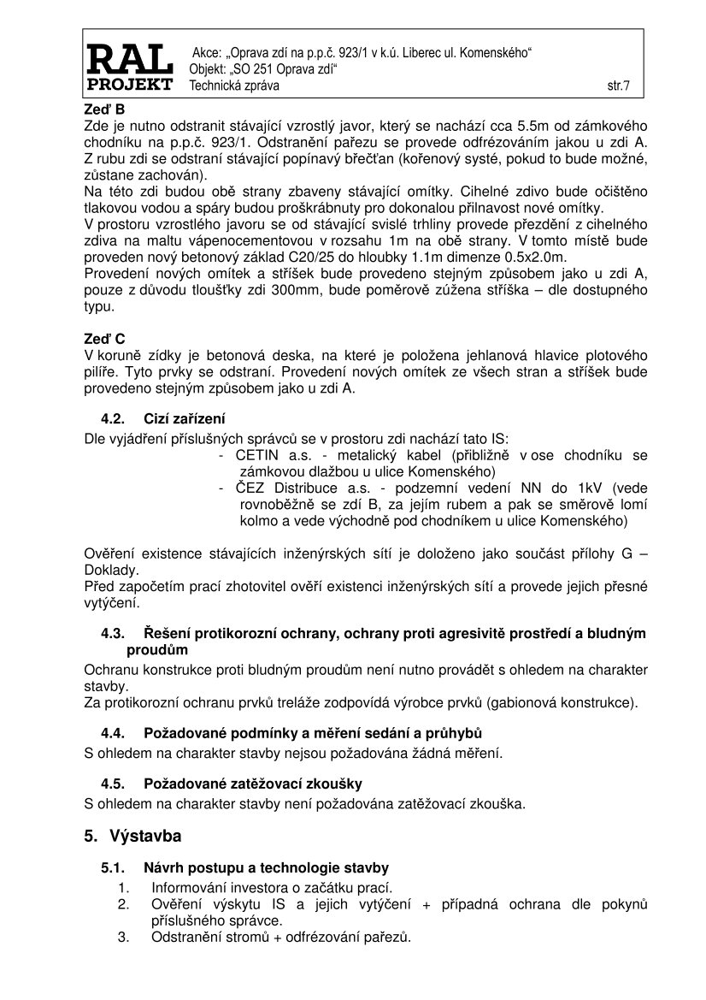 RAL
PROJEKT
Akce: „Oprava zdí na p.p.č. 923/1 v k.ú. Liberec ul. Komenského“
Objekt: „SO 251 Oprava zdí“
Technická zpráva str.7
Zeď B
Zde je nutno odstranit stávající vzrostlý javor, který se nachází cca 5.5m od zámkového
chodníku na p.p.č. 923/1. Odstranění pařezu se provede odfrézováním jakou u zdi A.
Z rubu zdi se odstraní stávající popínavý břečťan (kořenový systé, pokud to bude možné,
zůstane zachován).
Na této zdi budou obě strany zbaveny stávající omítky. Cihelné zdivo bude očištěno
tlakovou vodou a spáry budou proškrábnuty pro dokonalou přilnavost nové omítky.
V prostoru vzrostlého javoru se od stávající svislé trhliny provede přezdění z cihelného
zdiva na maltu vápenocementovou v rozsahu 1m na obě strany. V tomto místě bude
proveden nový betonový základ C20/25 do hloubky 1.1m dimenze 0.5x2.0m.
Provedení nových omítek a stříšek bude provedeno stejným způsobem jako u zdi A,
pouze z důvodu tloušťky zdi 300mm, bude poměrově zúžena stříška – dle dostupného
typu.
Zeď C
V koruně zídky je betonová deska, na které je položena jehlanová hlavice plotového
pilíře. Tyto prvky se odstraní. Provedení nových omítek ze všech stran a stříšek bude
provedeno stejným způsobem jako u zdi A.
4.2. Cizí zařízení
Dle vyjádření příslušných správců se v prostoru zdi nachází tato IS:
- CETIN a.s. - metalický kabel (přibližně v ose chodníku se
zámkovou dlažbou u ulice Komenského)
- ČEZ Distribuce a.s. - podzemní vedení NN do 1kV (vede
rovnoběžně se zdí B, za jejím rubem a pak se směrově lomí
kolmo a vede východně pod chodníkem u ulice Komenského)
Ověření existence stávajících inženýrských sítí je doloženo jako součást přílohy G –
Doklady.
Před započetím prací zhotovitel ověří existenci inženýrských sítí a provede jejich přesné
vytýčení.
4.3. Řešení protikorozní ochrany, ochrany proti agresivitě prostředí a bludným
proudům
Ochranu konstrukce proti bludným proudům není nutno provádět s ohledem na charakter
stavby.
Za protikorozní ochranu prvků treláže zodpovídá výrobce prvků (gabionová konstrukce).
4.4. Požadované podmínky a měření sedání a průhybů
S ohledem na charakter stavby nejsou požadována žádná měření.
4.5. Požadované zatěžovací zkoušky
S ohledem na charakter stavby není požadována zatěžovací zkouška.
5. Výstavba
5.1. Návrh postupu a technologie stavby
1. Informování investora o začátku prací.
2. Ověření výskytu IS a jejich vytýčení + případná ochrana dle pokynů
příslušného správce.
3. Odstranění stromů + odfrézování pařezů.